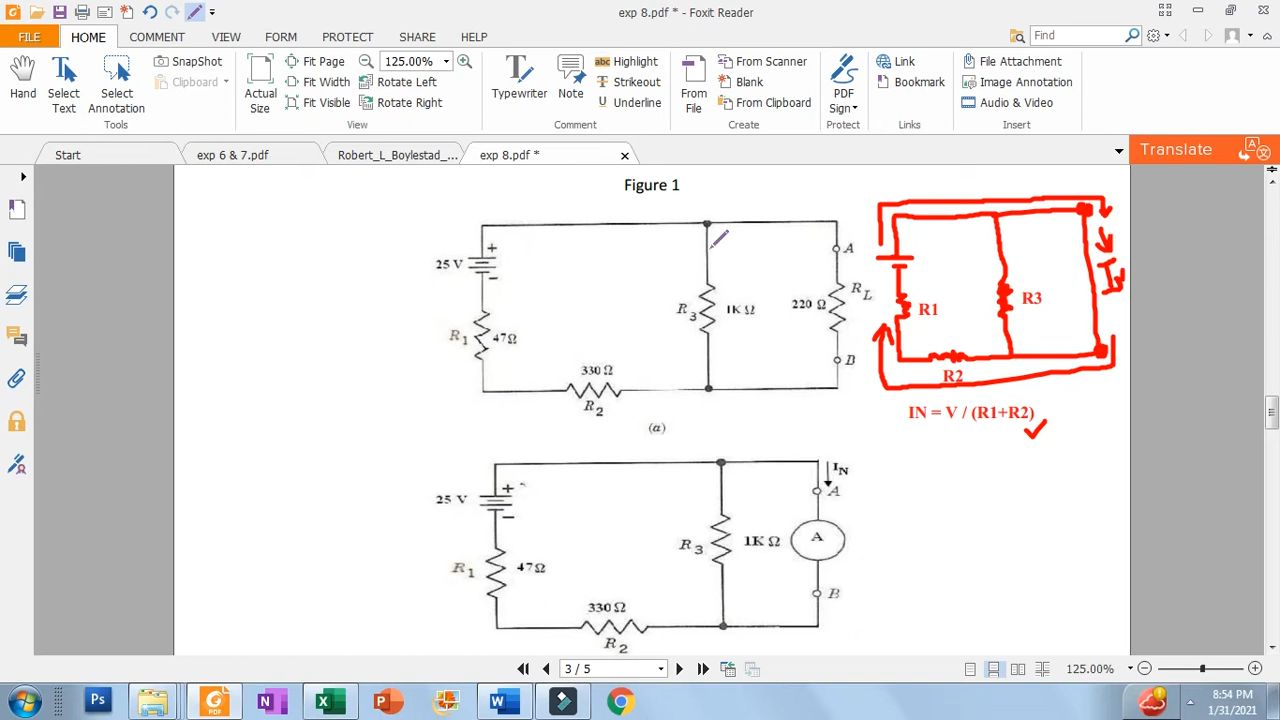 exp 8.pdf * - Foxit Reader
FILE HOME COMMENT VIEW FORM PROTECT SHARE HELP
Find
Hand
Select Text
Select Annotation
SnapShot
Clipboard
Tools
Actual Size
Fit Page
Fit Width
Fit Visible
125.00%
Rotate Left
Rotate Right
View
Typewriter
Note
abc Highlight
Strikeout
U Underline
Comment
From File
From Scanner
Blank
From Clipboard
Create
PDF Sign
Protect
Link
Bookmark
Links
File Attachment
Image Annotation
Audio & Video
Insert
Start
exp 6 & 7.pdf
Robert_L_Boylestad_...
exp 8.pdf *
Translate
Figure 1
25 V
+
-
R1 47Ω
330 Ω
R2
R3 1KΩ
A
220 Ω RL
B
(a)
R1
R2
R3
IN
IN = V / (R1+R2)
25 V
+
-
R1 47Ω
330 Ω
R2
R3 1KΩ
IN
A
A
B
3 / 5
125.00%
8:54 PM
1/31/2021